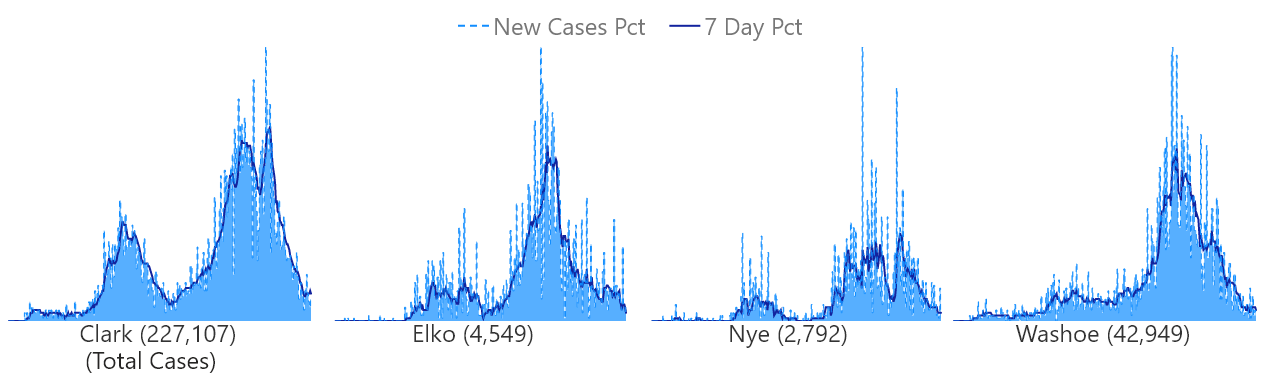 New Cases Pct 7 Day Pct
Clark (227,107) Elko (4,549) Nye (2,792) Washoe (42,949)
(Total Cases)